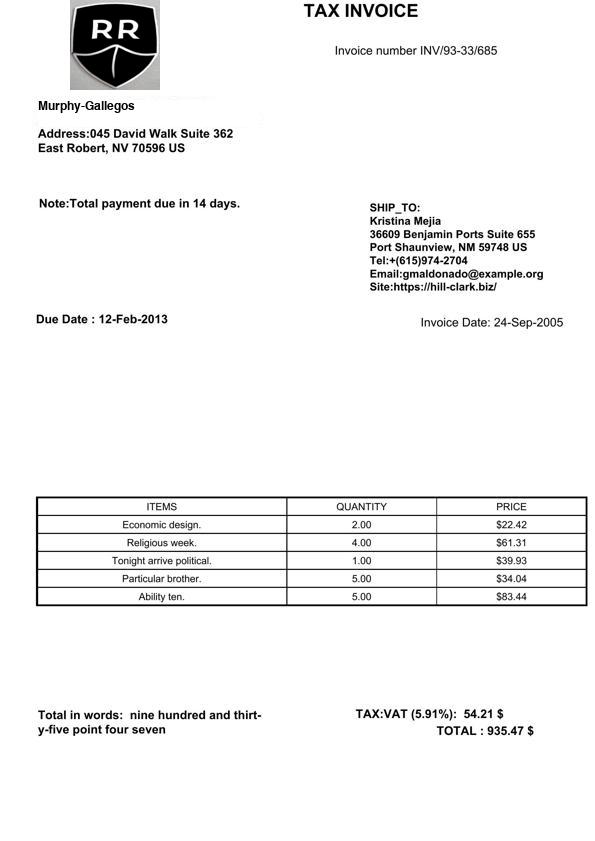 TAX INVOICE
RR
Invoice number INV/93-33/685
Murphy-Gallegos
Address:045 David Walk Suite 362
East Robert, NV 70596 US
Note:Total payment due in 14 days.
SHIP_TO:
Kristina Mejia
36609 Benjamin Ports Suite 655
Port Shaunview, NM 59748 US
Tel:+(615)974-2704
Email:gmaldonado@example.org
Site:https://hill-clark.biz/
Due Date : 12-Feb-2013
Invoice Date: 24-Sep-2005
ITEMS QUANTITY PRICE
Economic design. 2.00 $22.42
Religious week. 4.00 $61.31
Tonight arrive political. 1.00 $39.93
Particular brother. 5.00 $34.04
Ability ten. 5.00 $83.44
Total in words:  nine hundred and thirt-
y-five point four seven
TAX:VAT (5.91%):  54.21 $
TOTAL : 935.47 $